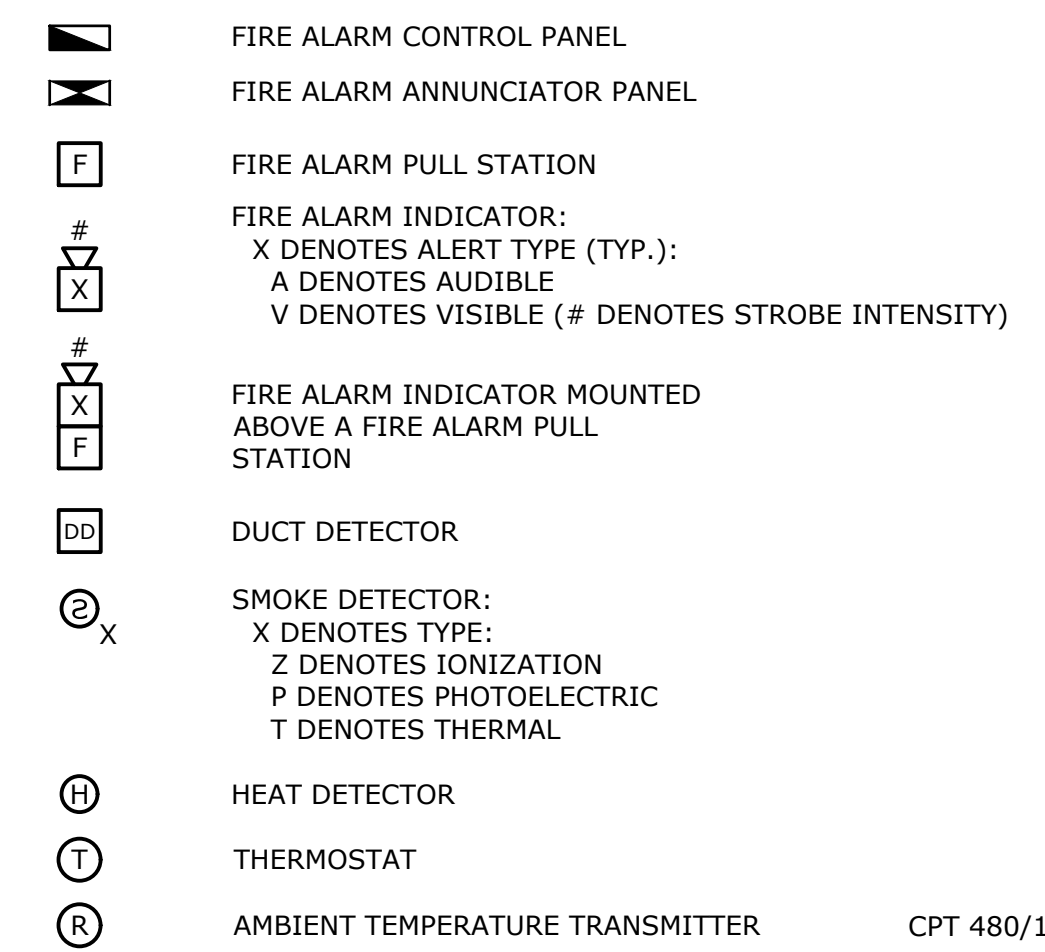 FIRE ALARM CONTROL PANEL
FIRE ALARM ANNUNCIATOR PANEL
F FIRE ALARM PULL STATION
FIRE ALARM INDICATOR:
# X DENOTES ALERT TYPE (TYP.):
X A DENOTES AUDIBLE
V DENOTES VISIBLE (# DENOTES STROBE INTENSITY)
#
X FIRE ALARM INDICATOR MOUNTED
ABOVE A FIRE ALARM PULL
F STATION
DD DUCT DETECTOR
S SMOKE DETECTOR:
X X DENOTES TYPE:
Z DENOTES IONIZATION
P DENOTES PHOTOELECTRIC
T DENOTES THERMAL
H HEAT DETECTOR
T THERMOSTAT
R AMBIENT TEMPERATURE TRANSMITTER CPT 480/1